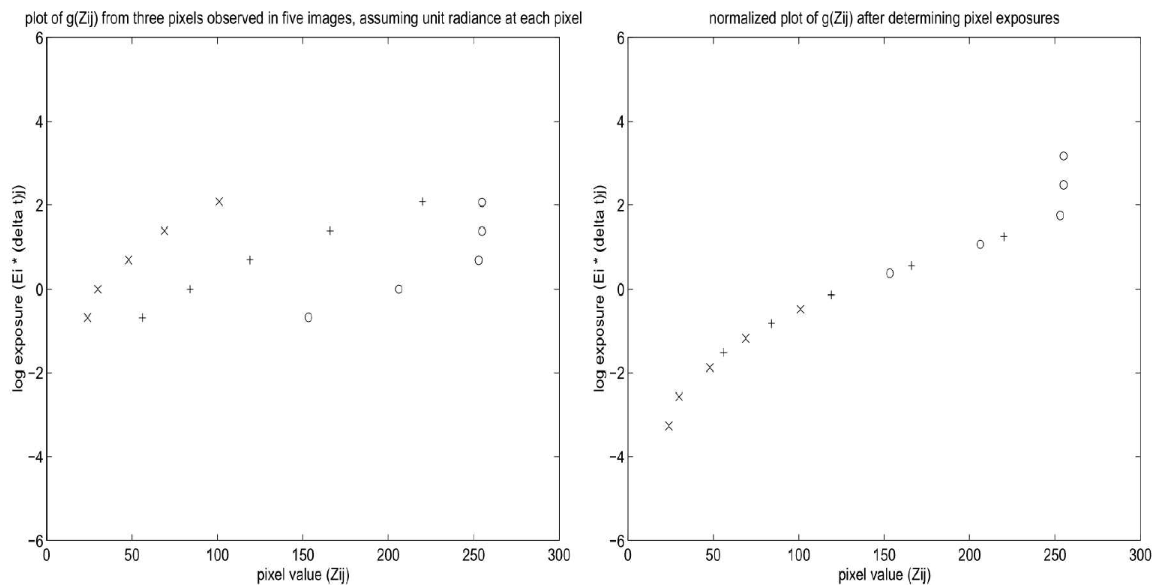 plot of g(Zij) from three pixels observed in five images, assuming unit radiance at each pixel
6
4
2
0
−2
−4
−6
0 50 100 150 200 250 300
log exposure (Ei * (delta t)j)
pixel value (Zij)
normalized plot of g(Zij) after determining pixel exposures
6
4
2
0
−2
−4
−6
0 50 100 150 200 250 300
log exposure (Ei * (delta t)j)
pixel value (Zij)